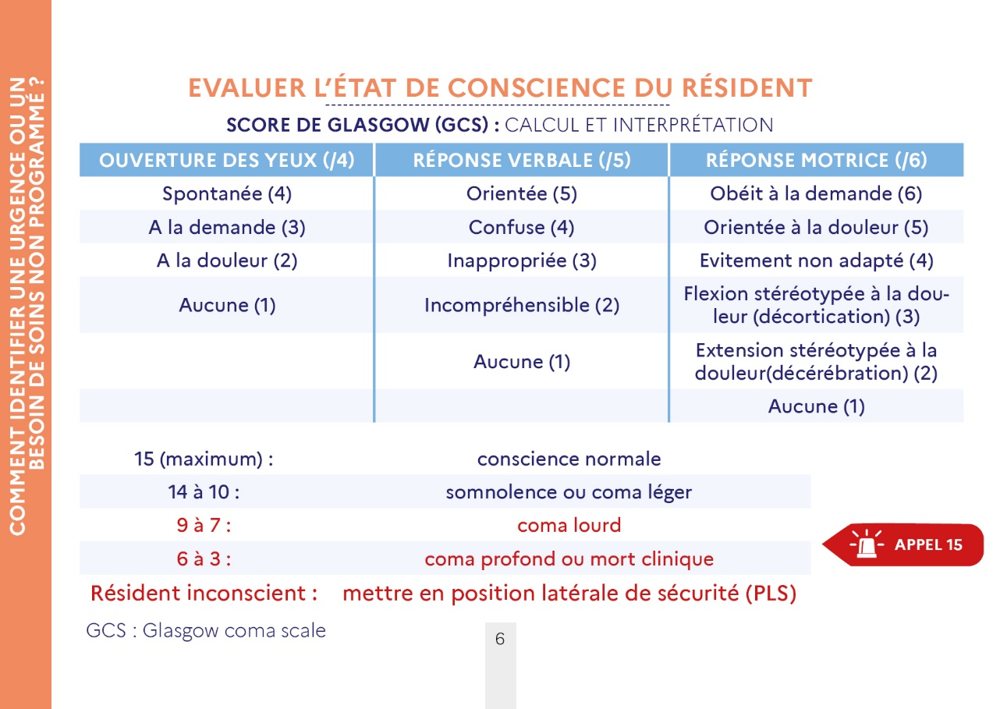 COMMENT IDENTIFIER UNE URGENCE OU UN
BESOIN DE SOINS NON PROGRAMMÉ ?
EVALUER L'ÉTAT DE CONSCIENCE DU RÉSIDENT
SCORE DE GLASGOW (GCS) : CALCUL ET INTERPRÉTATION
OUVERTURE DES YEUX (/4) RÉPONSE VERBALE (/5) RÉPONSE MOTRICE (/6)
Spontanée (4) Orientée (5) Obéit à la demande (6)
A la demande (3) Confuse (4) Orientée à la douleur (5)
A la douleur (2) Inappropriée (3) Evitement non adapté (4)
Aucune (1) Incompréhensible (2) Flexion stéréotypée à la dou-
leur (décortication) (3)
Aucune (1) Extension stéréotypée à la
douleur(décérébration) (2)
Aucune (1)
15 (maximum) : conscience normale
14 à 10 : somnolence ou coma léger
9 à 7 : coma lourd
6 à 3 : coma profond ou mort clinique
APPEL 15
Résident inconscient : mettre en position latérale de sécurité (PLS)
GCS : Glasgow coma scale
6